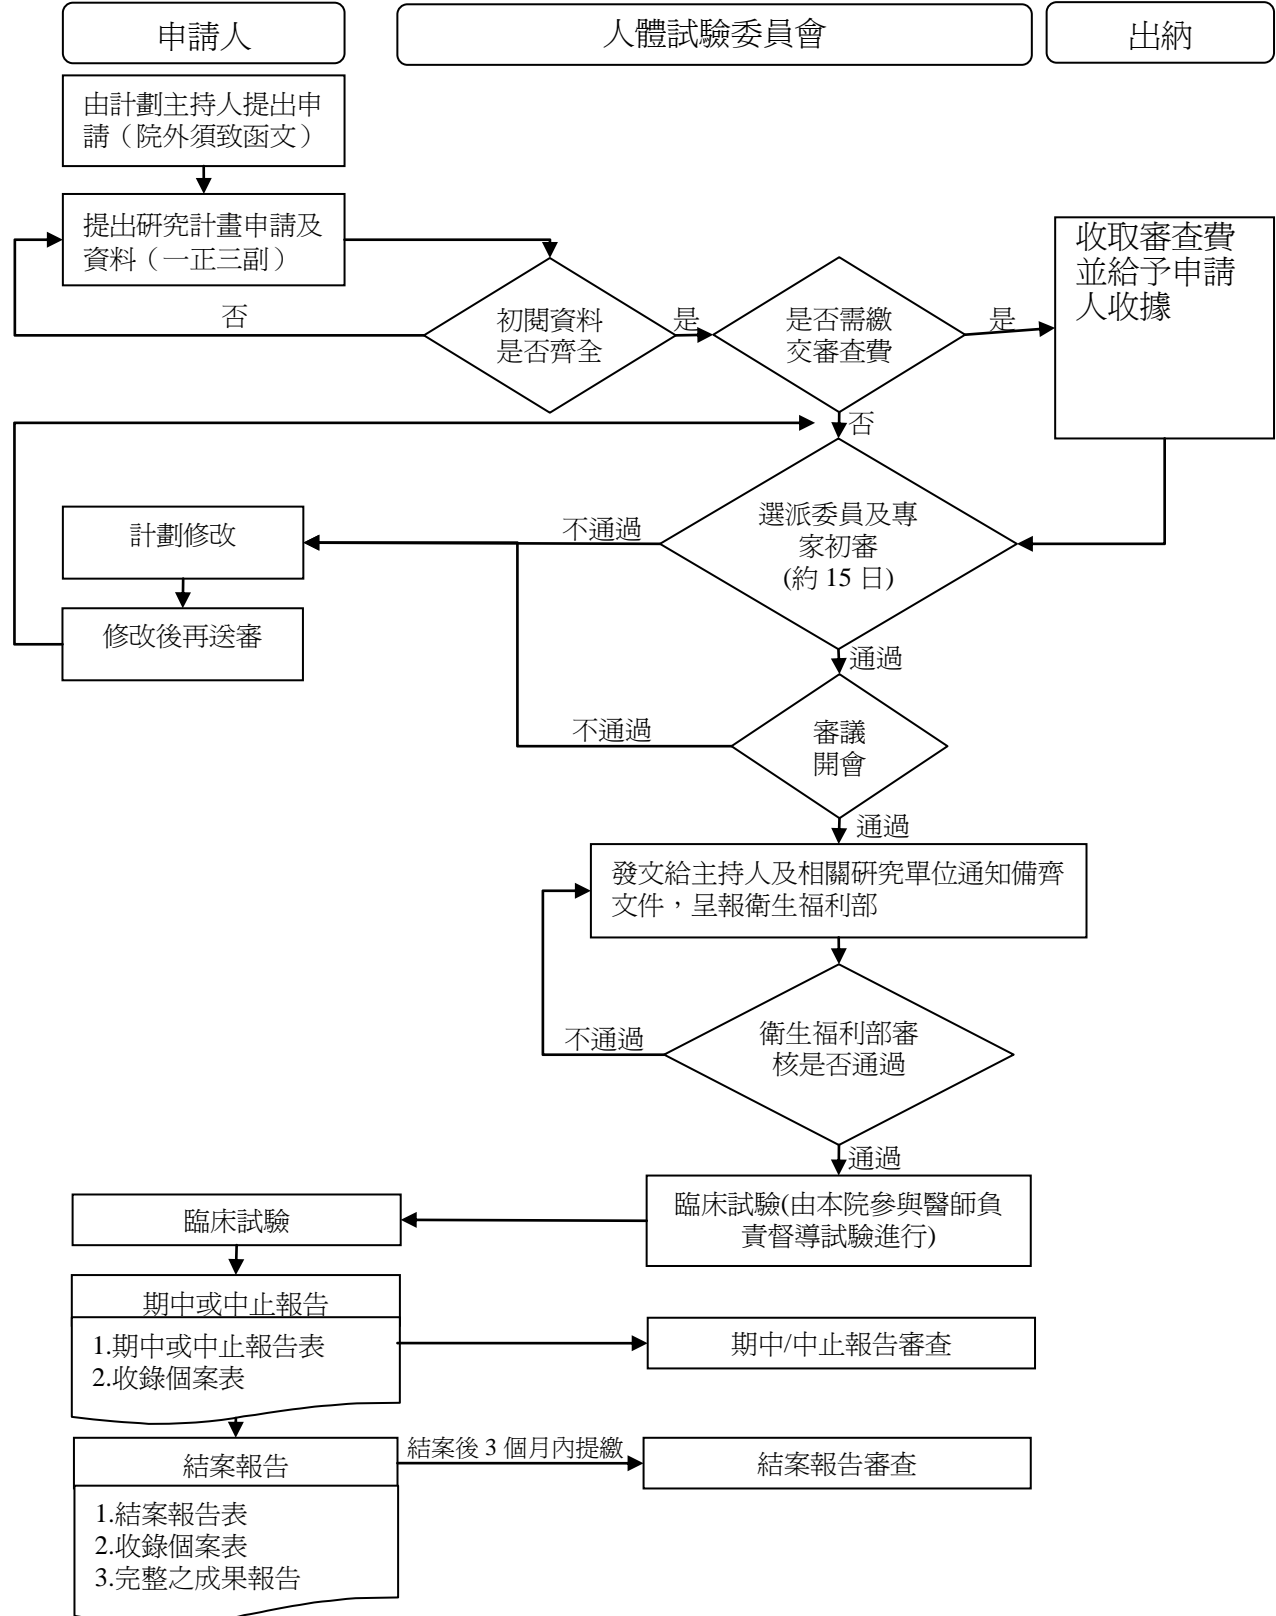 申請人
人體試驗委員會
出納
由計劃主持人提出申
請（院外須致函文）
提出研究計畫申請及
資料（一正三副）
收取審查費
並給予申請
人收據
否
初閱資料
是否齊全
是
是否需繳
交審查費
是
否
選派委員及專
家初審
(約 15 日)
不通過
計劃修改
修改後再送審
通過
不通過
審議
開會
通過
發文給主持人及相關研究單位通知備齊
文件，呈報衛生福利部
不通過
衛生福利部審
核是否通過
通過
臨床試驗
臨床試驗(由本院參與醫師負
責督導試驗進行)
期中或中止報告
1.期中或中止報告表
2.收錄個案表
期中/中止報告審查
結案報告
結案後 3 個月內提繳
結案報告審查
1.結案報告表
2.收錄個案表
3.完整之成果報告